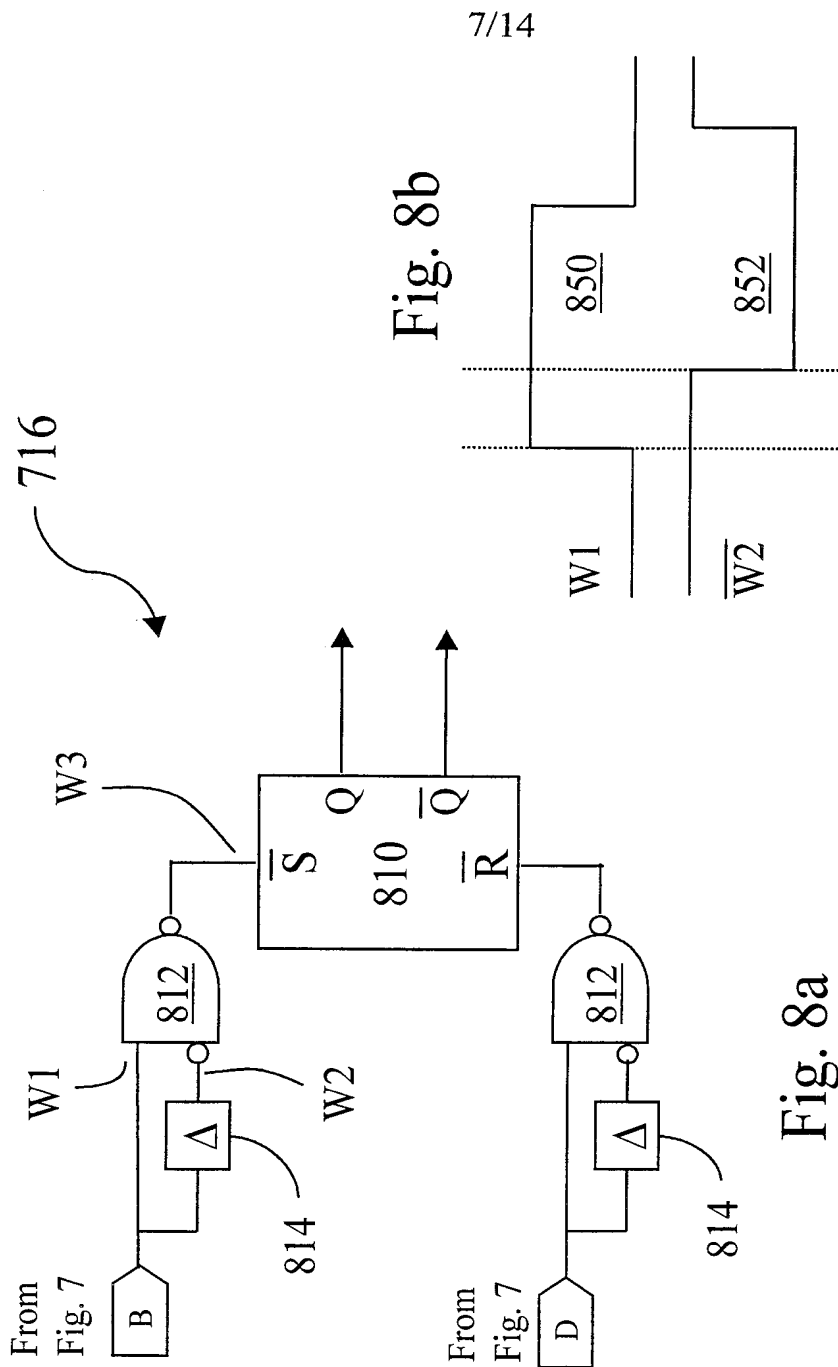 7/14
716
From
Fig. 7
B
W1
812
W3
Δ
W2
814
S̅
Q
810
Q̅
R̅
From
Fig. 7
D
812
Δ
814
Fig. 8a
Fig. 8b
W1
850
W̅2̅
852